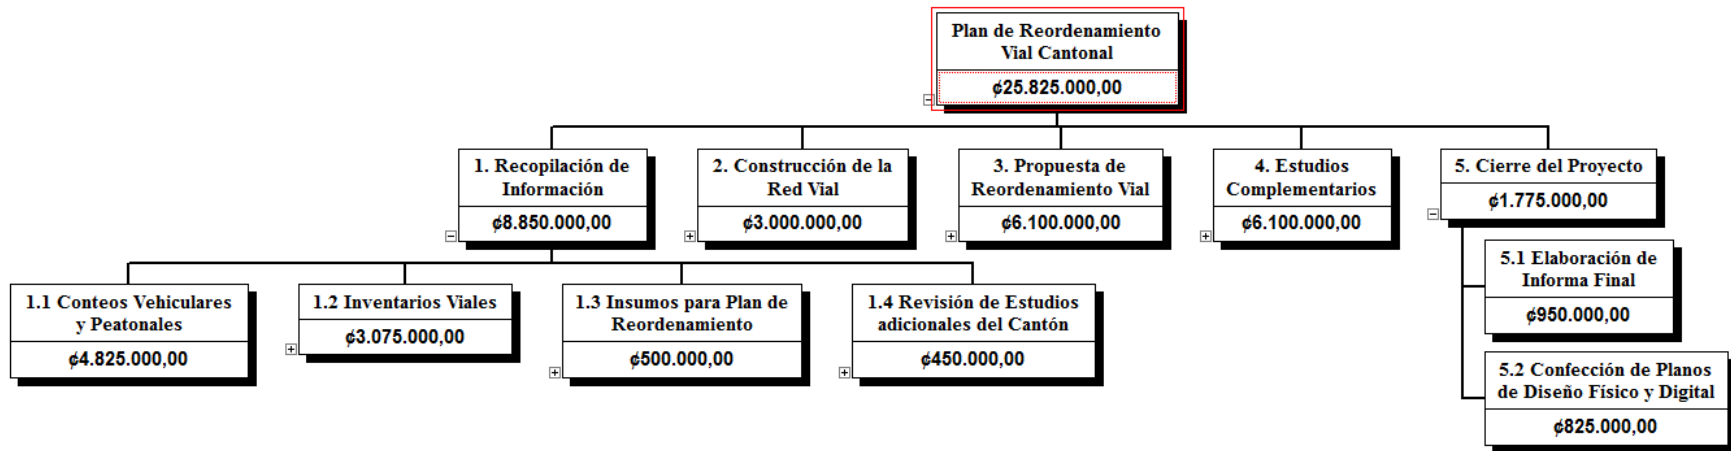 Plan de Reordenamiento
Vial Cantonal
₡25.825.000,00
1. Recopilación de
Información
₡8.850.000,00
2. Construcción de la
Red Vial
₡3.000.000,00
3. Propuesta de
Reordenamiento Vial
₡6.100.000,00
4. Estudios
Complementarios
₡6.100.000,00
5. Cierre del Proyecto
₡1.775.000,00
1.1 Conteos Vehiculares
y Peatonales
₡4.825.000,00
1.2 Inventarios Viales
₡3.075.000,00
1.3 Insumos para Plan de
Reordenamiento
₡500.000,00
1.4 Revisión de Estudios
adicionales del Cantón
₡450.000,00
5.1 Elaboración de
Informa Final
₡950.000,00
5.2 Confección de Planos
de Diseño Físico y Digital
₡825.000,00